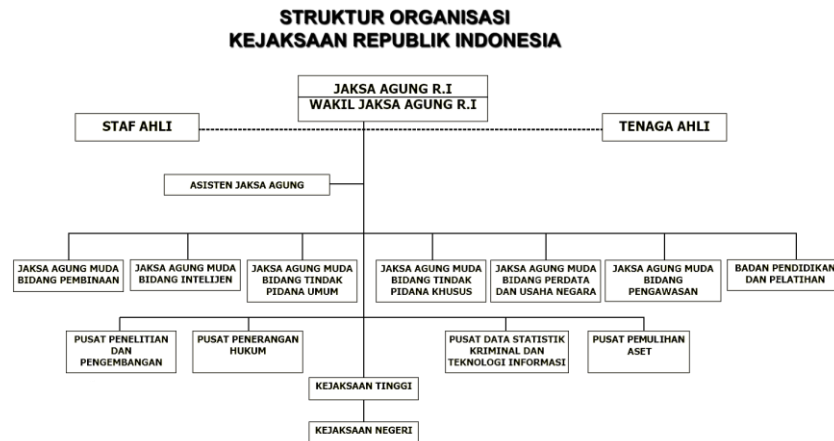 STRUKTUR ORGANISASI
KEJAKSAAN REPUBLIK INDONESIA
JAKSA AGUNG R.I
WAKIL JAKSA AGUNG R.I
STAF AHLI
TENAGA AHLI
ASISTEN JAKSA AGUNG
JAKSA AGUNG MUDA
BIDANG PEMBINAAN
JAKSA AGUNG MUDA
BIDANG INTELIJEN
JAKSA AGUNG MUDA
BIDANG TINDAK
PIDANA UMUM
JAKSA AGUNG MUDA
BIDANG TINDAK
PIDANA KHUSUS
JAKSA AGUNG MUDA
BIDANG PERDATA
DAN USAHA NEGARA
JAKSA AGUNG MUDA
BIDANG
PENGAWASAN
BADAN PENDIDIKAN
DAN PELATIHAN
PUSAT PENELITIAN
DAN
PENGEMBANGAN
PUSAT PENERANGAN
HUKUM
PUSAT DATA STATISTIK
KRIMINAL DAN
TEKNOLOGI INFORMASI
PUSAT PEMULIHAN
ASET
KEJAKSAAN TINGGI
KEJAKSAAN NEGERI